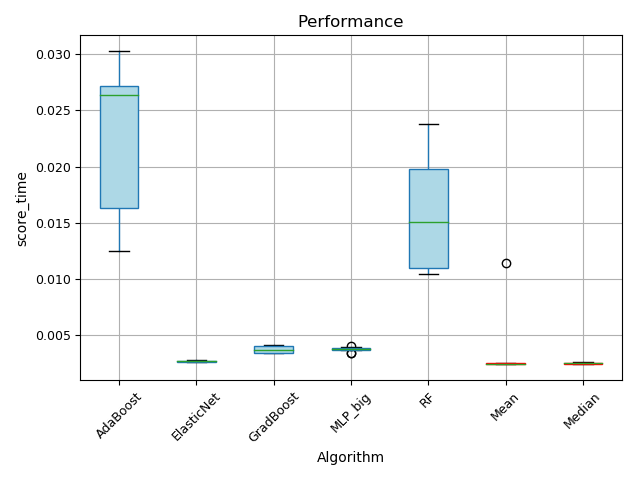 Performance
score_time
0.030
0.025
0.020
0.015
0.010
0.005
AdaBoost
ElasticNet
GradBoost
MLP_big
RF
Mean
Median
Algorithm